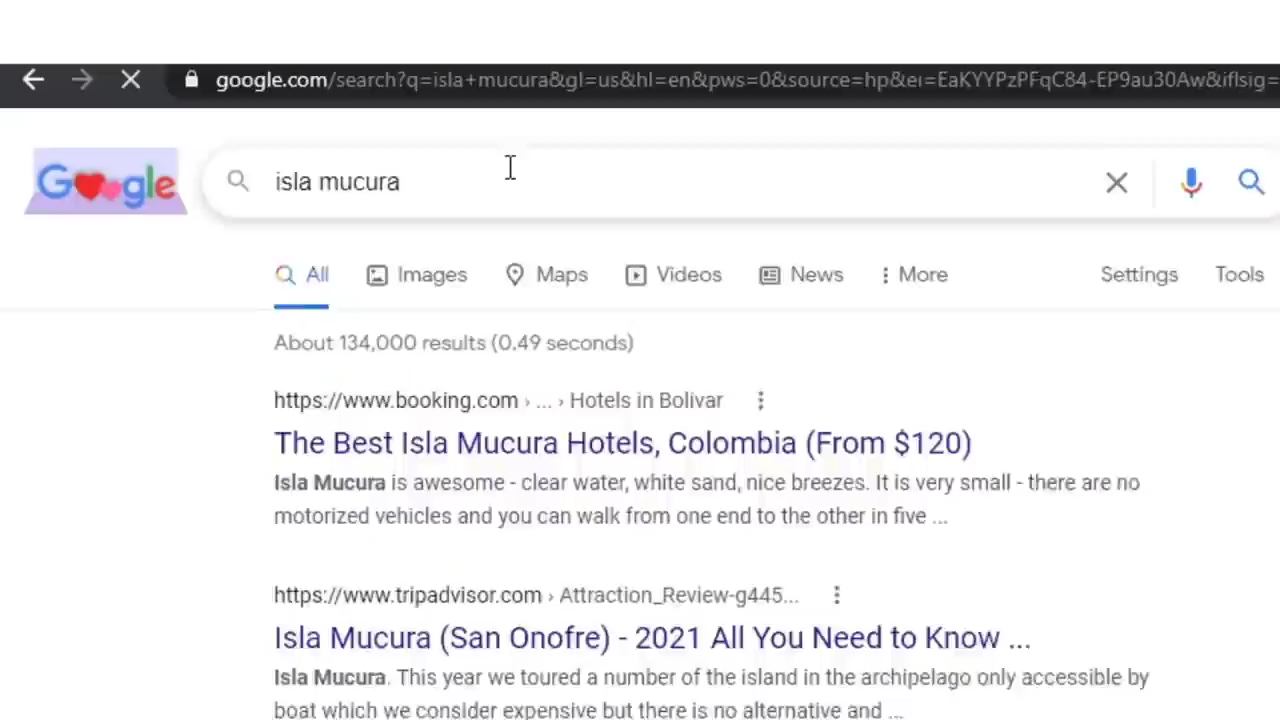 google.com/search?q=isla+mucura&gl=us&hl=en&pws=0&source=hp&ei=EaKYYPzPFqC84-EP9au30Aw&iflsig=
Google
isla mucura
All Images Maps Videos News More Settings Tools
About 134,000 results (0.49 seconds)
https://www.booking.com › ... › Hotels in Bolivar
The Best Isla Mucura Hotels, Colombia (From $120)
Isla Mucura is awesome - clear water, white sand, nice breezes. It is very small - there are no
motorized vehicles and you can walk from one end to the other in five ...
https://www.tripadvisor.com › Attraction_Review-g445...
Isla Mucura (San Onofre) - 2021 All You Need to Know ...
Isla Mucura. This year we toured a number of the island in the archipelago only accessible by
boat which we consider expensive but there is no alternative and ...